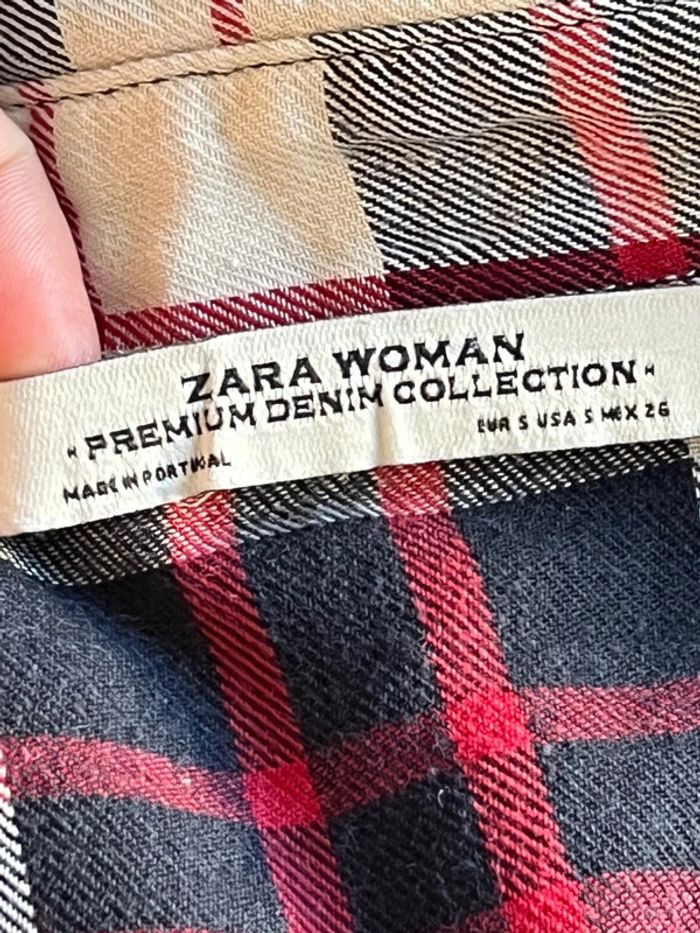 ZARA WOMAN
"PREMIUM DENIM COLLECTION"
EUR S USA S MEX 26
MADE IN PORTUGAL